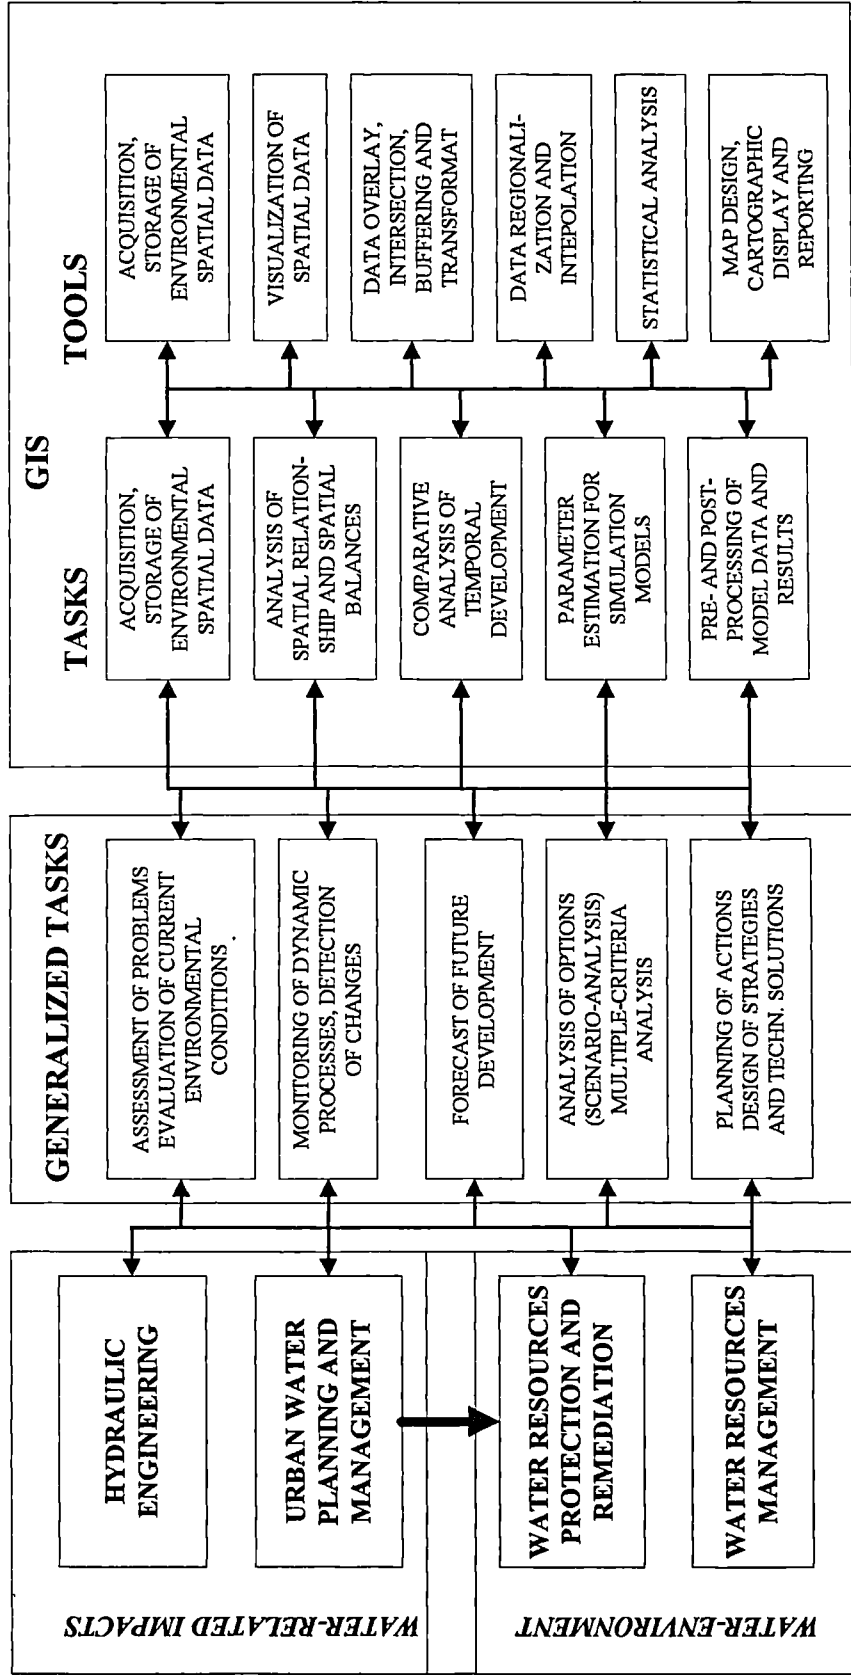 WATER-RELATED IMPACTS
HYDRAULIC
ENGINEERING
URBAN WATER
PLANNING AND
MANAGEMENT
WATER-ENVIRONMENT
WATER RESOURCES
PROTECTION AND
REMEDIATION
WATER RESOURCES
MANAGEMENT
GENERALIZED TASKS
ASSESSMENT OF PROBLEMS
EVALUATION OF CURRENT
ENVIRONMENTAL
CONDITIONS .
MONITORING OF DYNAMIC
PROCESSES, DETECTION
OF CHANGES
FORECAST OF FUTURE
DEVELOPMENT
ANALYSIS OF OPTIONS
(SCENARIO-ANALYSIS)
MULTIPLE-CRITERIA
ANALYSIS
PLANNING OF ACTIONS
DESIGN OF STRATEGIES
AND TECHN. SOLUTIONS
GIS
TASKS
ACQUISITION,
STORAGE OF
ENVIRONMENTAL
SPATIAL DATA
ANALYSIS OF
SPATIAL RELATION-
SHIP AND SPATIAL
BALANCES
COMPARATIVE
ANALYSIS OF
TEMPORAL
DEVELOPMENT
PARAMETER
ESTIMATION FOR
SIMULATION
MODELS
PRE- AND POST-
PROCESSING OF
MODEL DATA AND
RESULTS
TOOLS
ACQUISITION,
STORAGE OF
ENVIRONMENTAL
SPATIAL DATA
VISUALIZATION OF
SPATIAL DATA
DATA OVERLAY,
INTERSECTION,
BUFFERING AND
TRANSFORMAT
DATA REGIONALI-
ZATION AND
INTEPOLATION
STATISTICAL ANALYSIS
MAP DESIGN,
CARTOGRAPHIC
DISPLAY AND
REPORTING